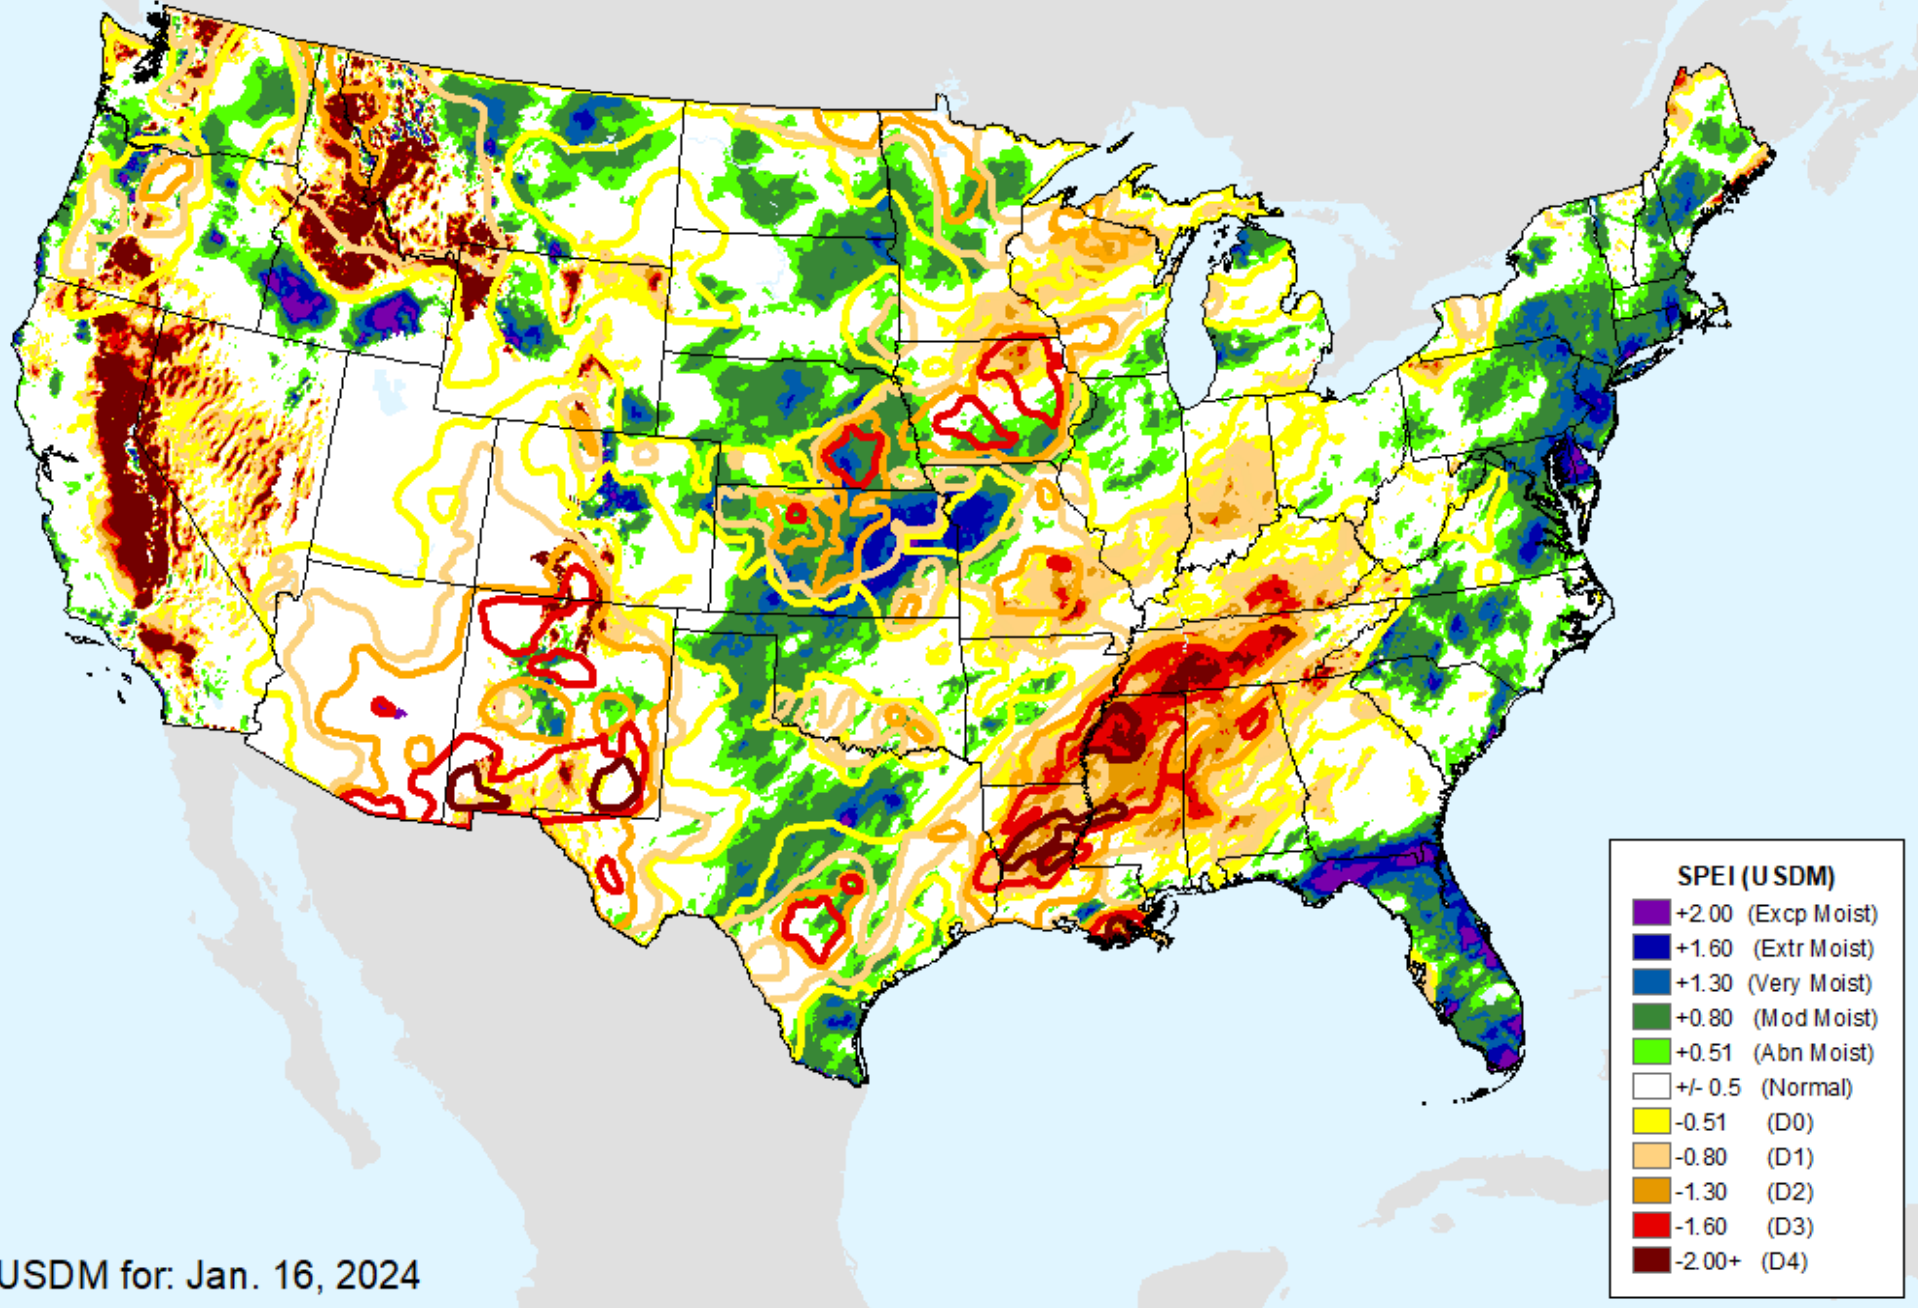 SPEI (USDM)
+2.00 (Excp Moist)
+1.60 (Extr Moist)
+1.30 (Very Moist)
+0.80 (Mod Moist)
+0.51 (Abn Moist)
+/- 0.5 (Normal)
-0.51 (D0)
-0.80 (D1)
-1.30 (D2)
-1.60 (D3)
-2.00+ (D4)
USDM for: Jan. 16, 2024